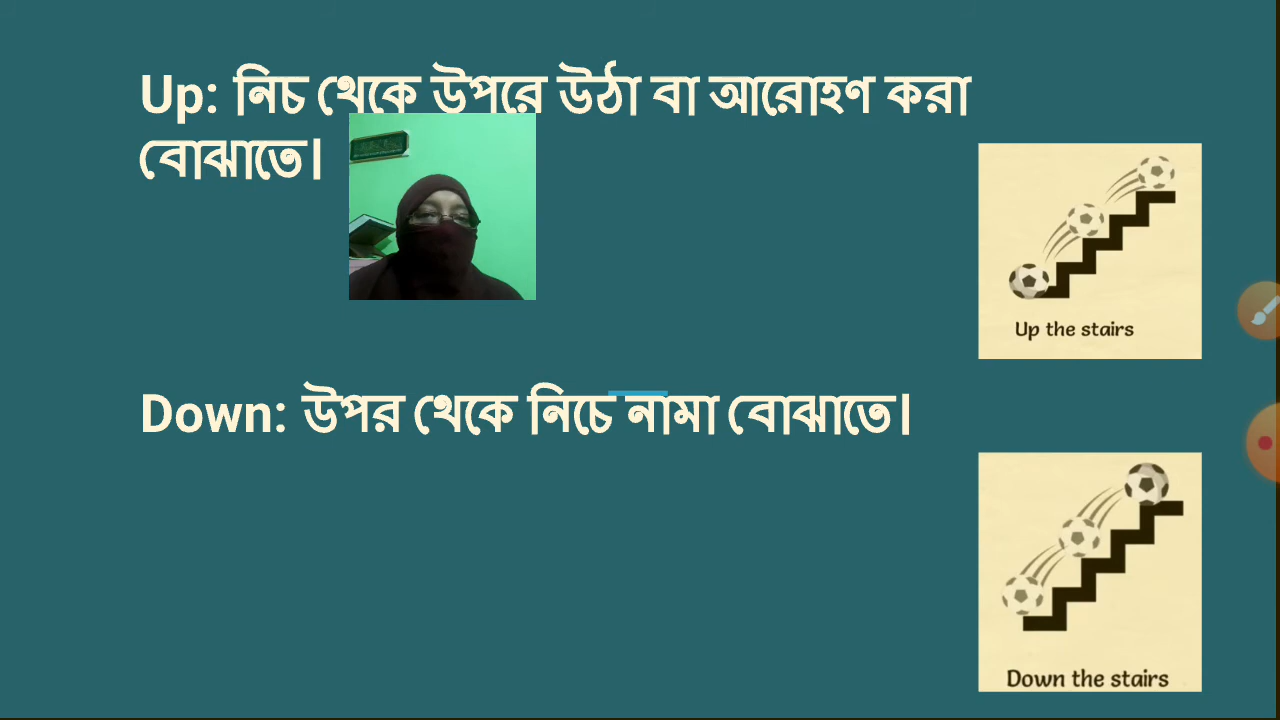 Up: নিচ থেকে উপরে উঠা বা আরোহণ করা
বোঝাতে।
Up the stairs
Down: উপর থেকে নিচে নামা বোঝাতে।
Down the stairs